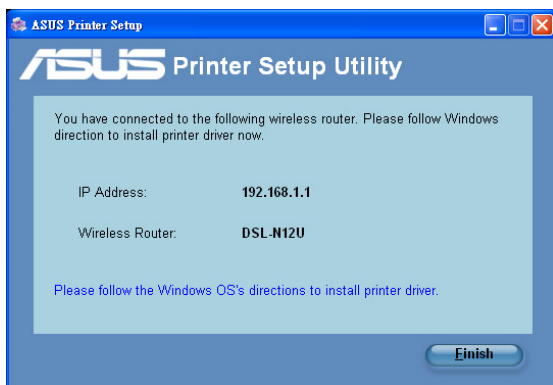 ASUS Printer Setup
ASUS Printer Setup Utility
You have connected to the following wireless router. Please follow Windows
direction to install printer driver now.
IP Address: 192.168.1.1
Wireless Router: DSL-N12U
Please follow the Windows OS's directions to install printer driver.
Finish